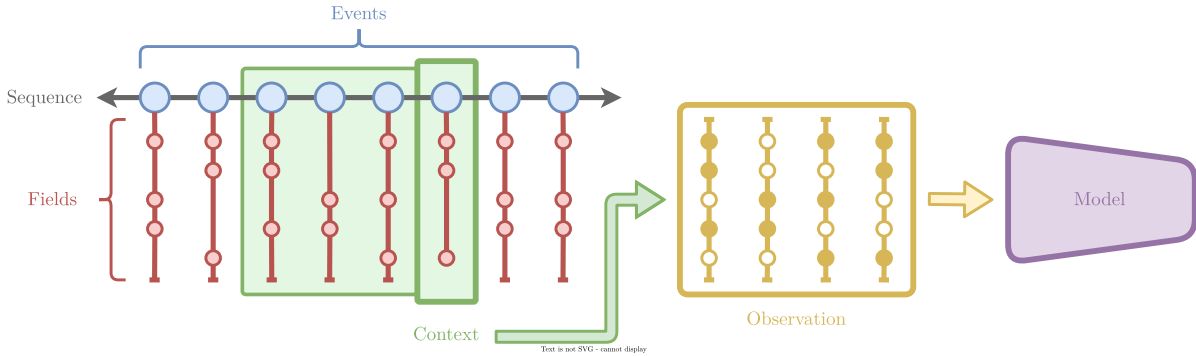 Events
Sequence
Fields
Model
Observation
Context
Text is not SVG - cannot display